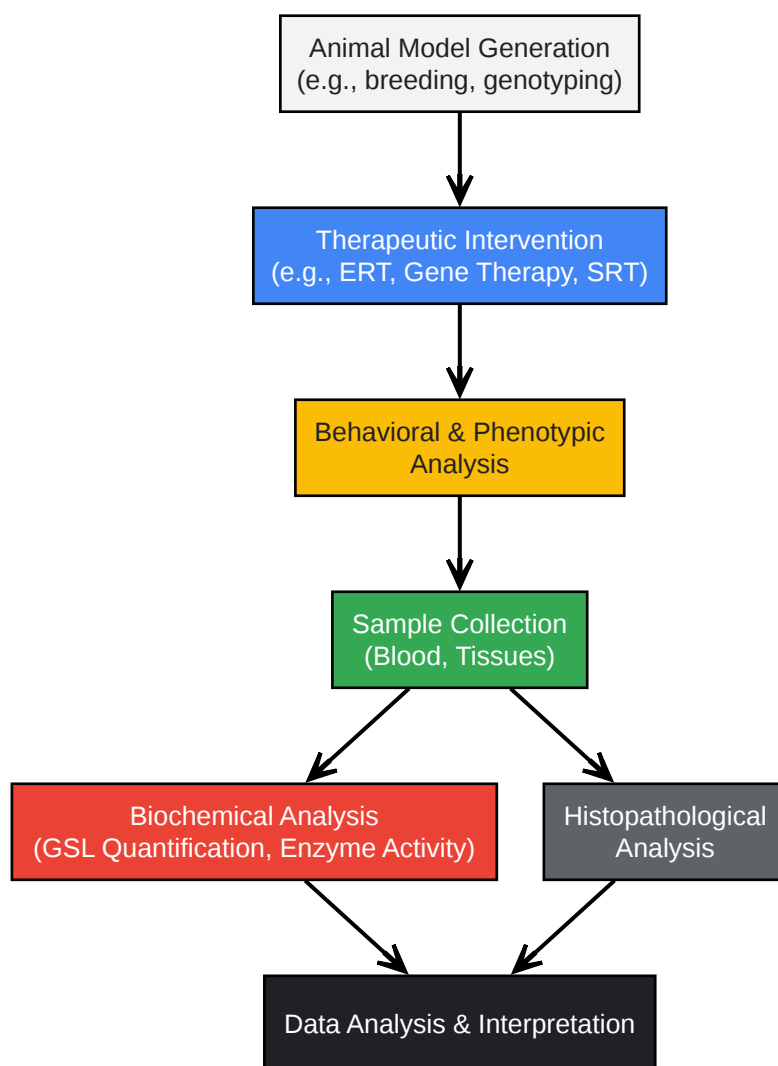 Animal Model Generation
(e.g., breeding, genotyping)
Therapeutic Intervention
(e.g., ERT, Gene Therapy, SRT)
Behavioral & Phenotypic
Analysis
Sample Collection
(Blood, Tissues)
Biochemical Analysis
(GSL Quantification, Enzyme Activity)
Histopathological
Analysis
Data Analysis & Interpretation